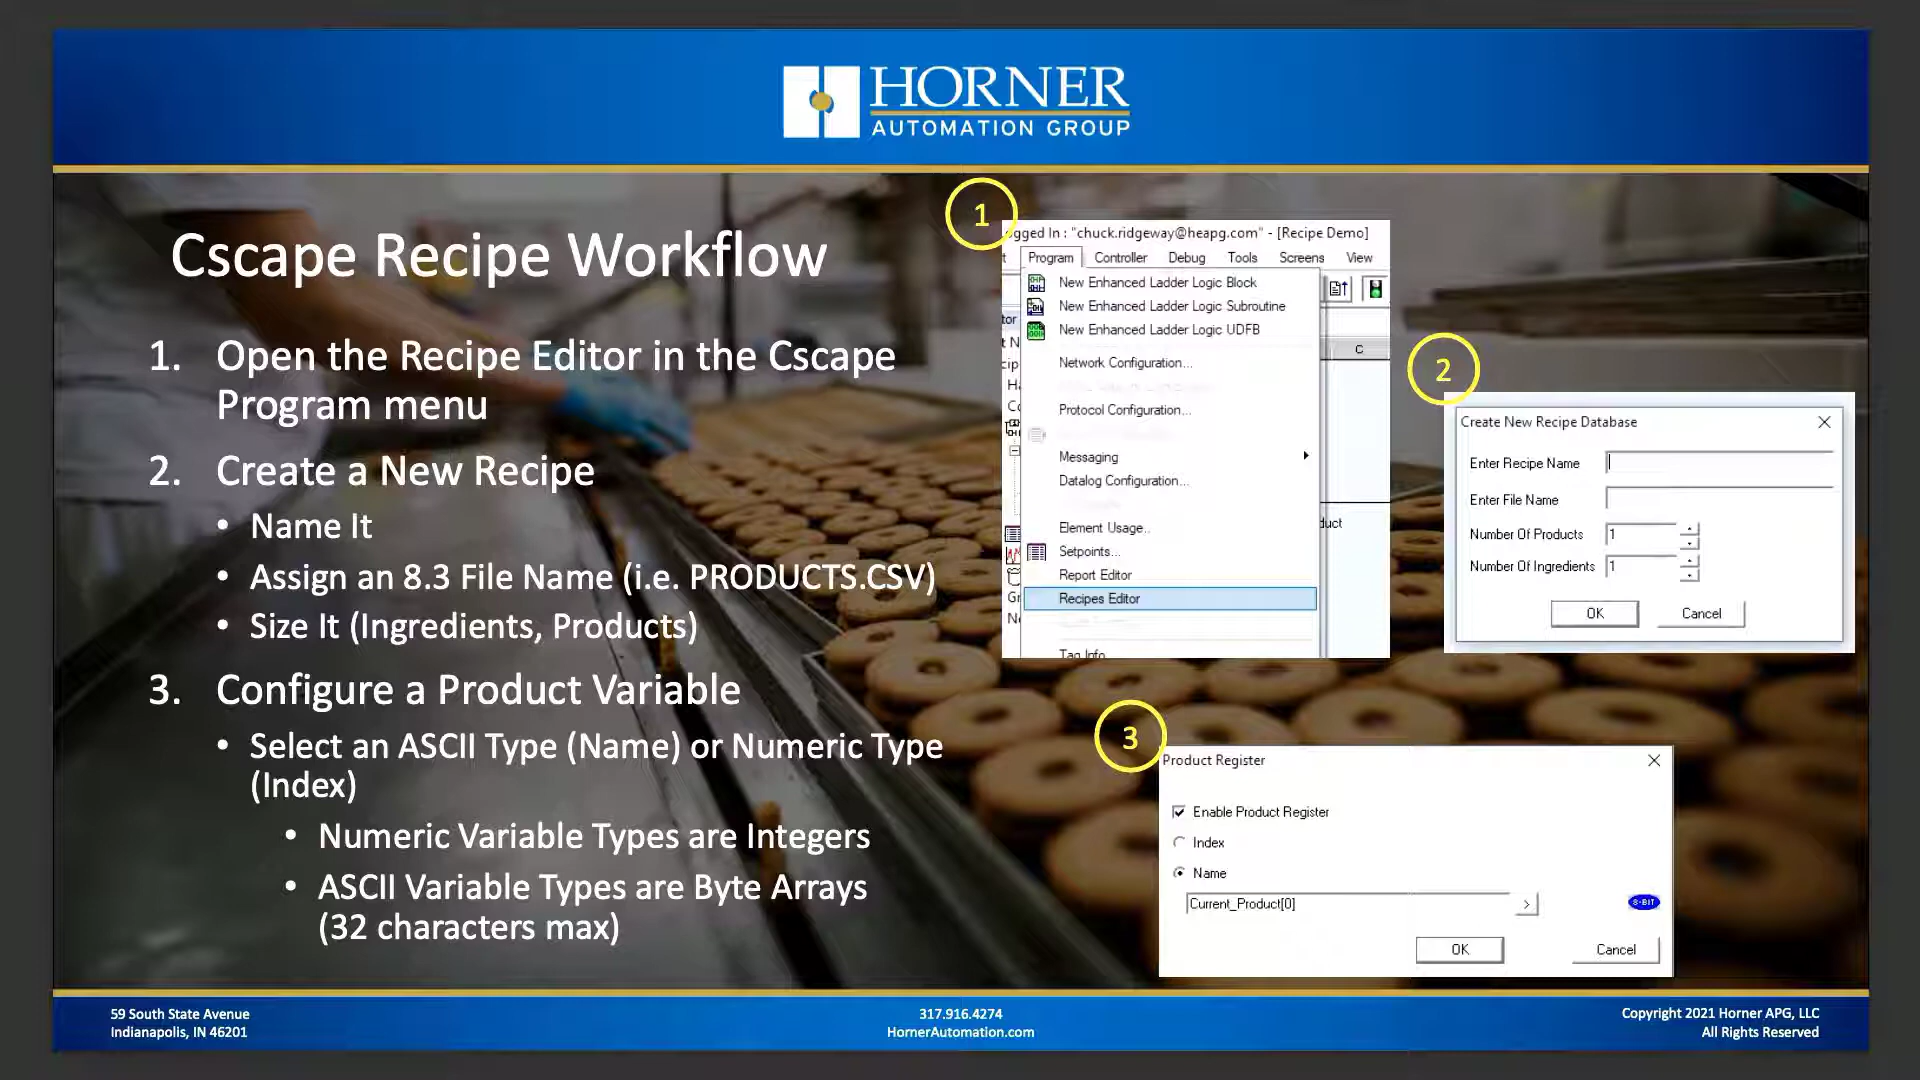 HORNER
AUTOMATION GROUP
Cscape Recipe Workflow
1. Open the Recipe Editor in the Cscape
Program menu
2. Create a New Recipe
• Name It
• Assign an 8.3 File Name (i.e. PRODUCTS.CSV)
• Size It (Ingredients, Products)
3. Configure a Product Variable
• Select an ASCII Type (Name) or Numeric Type
(Index)
• Numeric Variable Types are Integers
• ASCII Variable Types are Byte Arrays
(32 characters max)
1
ogged In : "chuck.ridgeway@heapg.com" - [Recipe Demo]
Program Controller Debug Tools Screens View
New Enhanced Ladder Logic Block
New Enhanced Ladder Logic Subroutine
New Enhanced Ladder Logic UDFB
C
Network Configuration...
Protocol Configuration...
Messaging
Datalog Configuration...
duct
Element Usage..
Setpoints...
Report Editor
Recipes Editor
Tag Info
2
Create New Recipe Database
Enter Recipe Name
Enter File Name
Number Of Products 1
Number Of Ingredients 1
OK Cancel
3
Product Register
Enable Product Register
Index
Name
Current_Product[0] >
8-BIT
OK Cancel
59 South State Avenue
Indianapolis, IN 46201
317.916.4274
HornerAutomation.com
Copyright 2021 Horner APG, LLC
All Rights Reserved